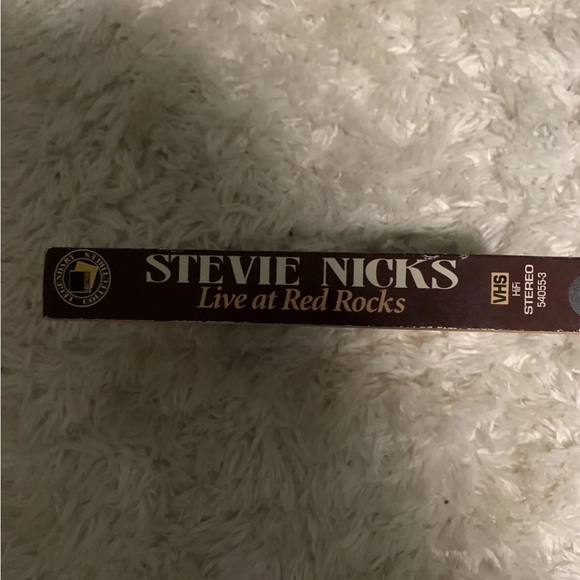 STEVIE NICKS
Live at Red Rocks
VHS
HiFi
STEREO
54055-3